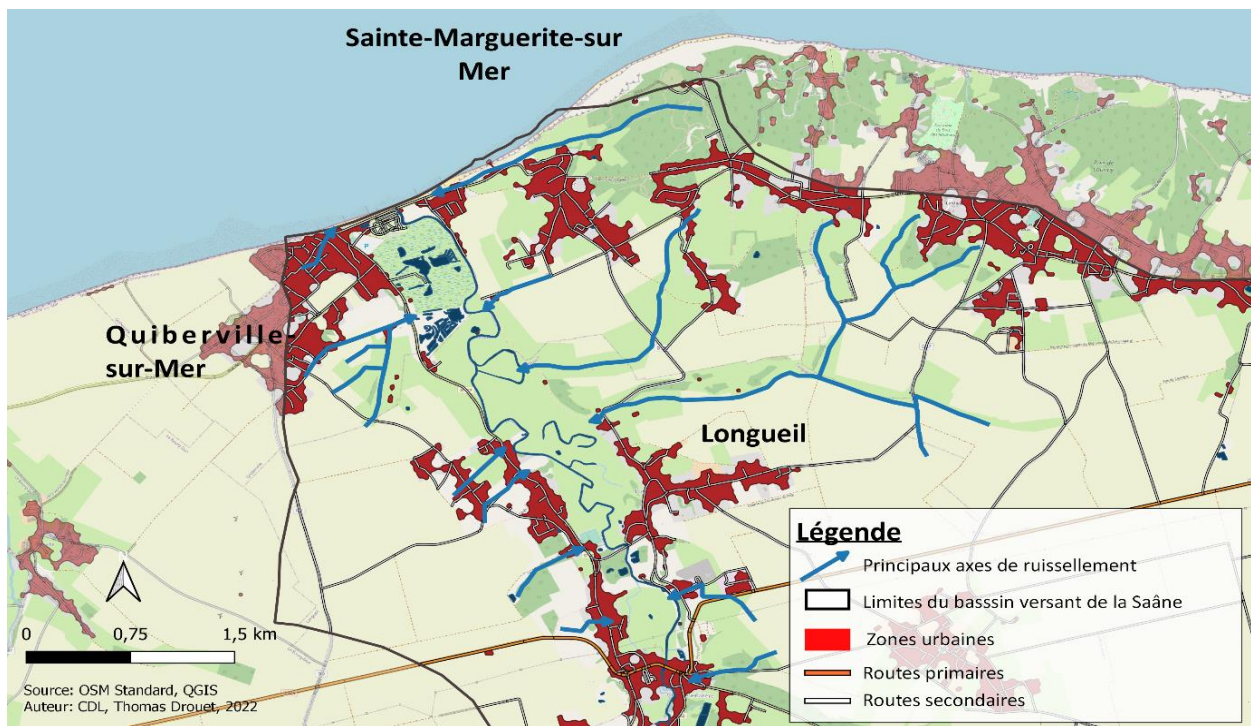 Sainte-Marguerite-sur
Mer
Quiberville-
sur-Mer
Longueil
Légende
Principaux axes de ruissellement
Limites du basssin versant de la Saâne
Zones urbaines
Routes primaires
Routes secondaires
0 0,75 1,5 km
Source: OSM Standard, QGIS
Auteur: CDL, Thomas Drouet, 2022